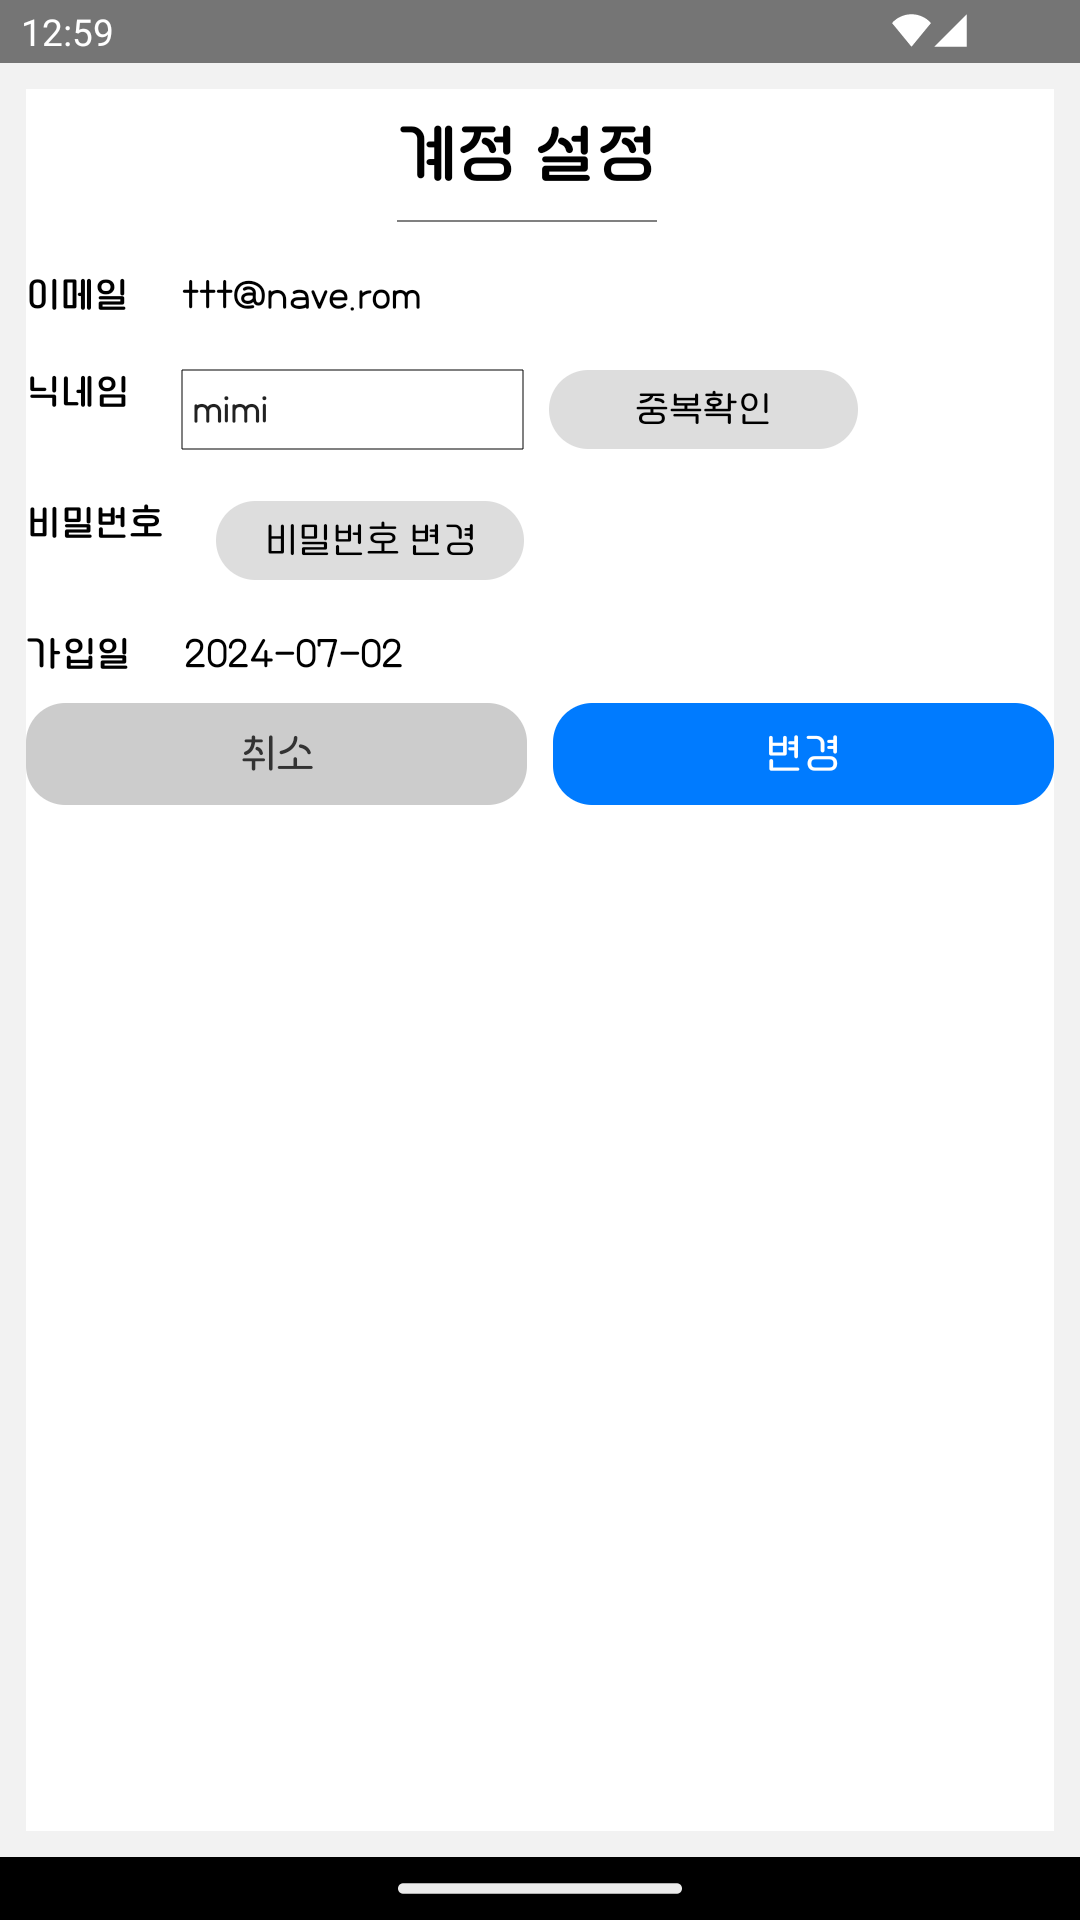 12:59
계정 설정
이메일 ttt@nave.rom
닉네임 mimi 중복확인
비밀번호 비밀번호 변경
가입일 2024-07-02
취소 변경